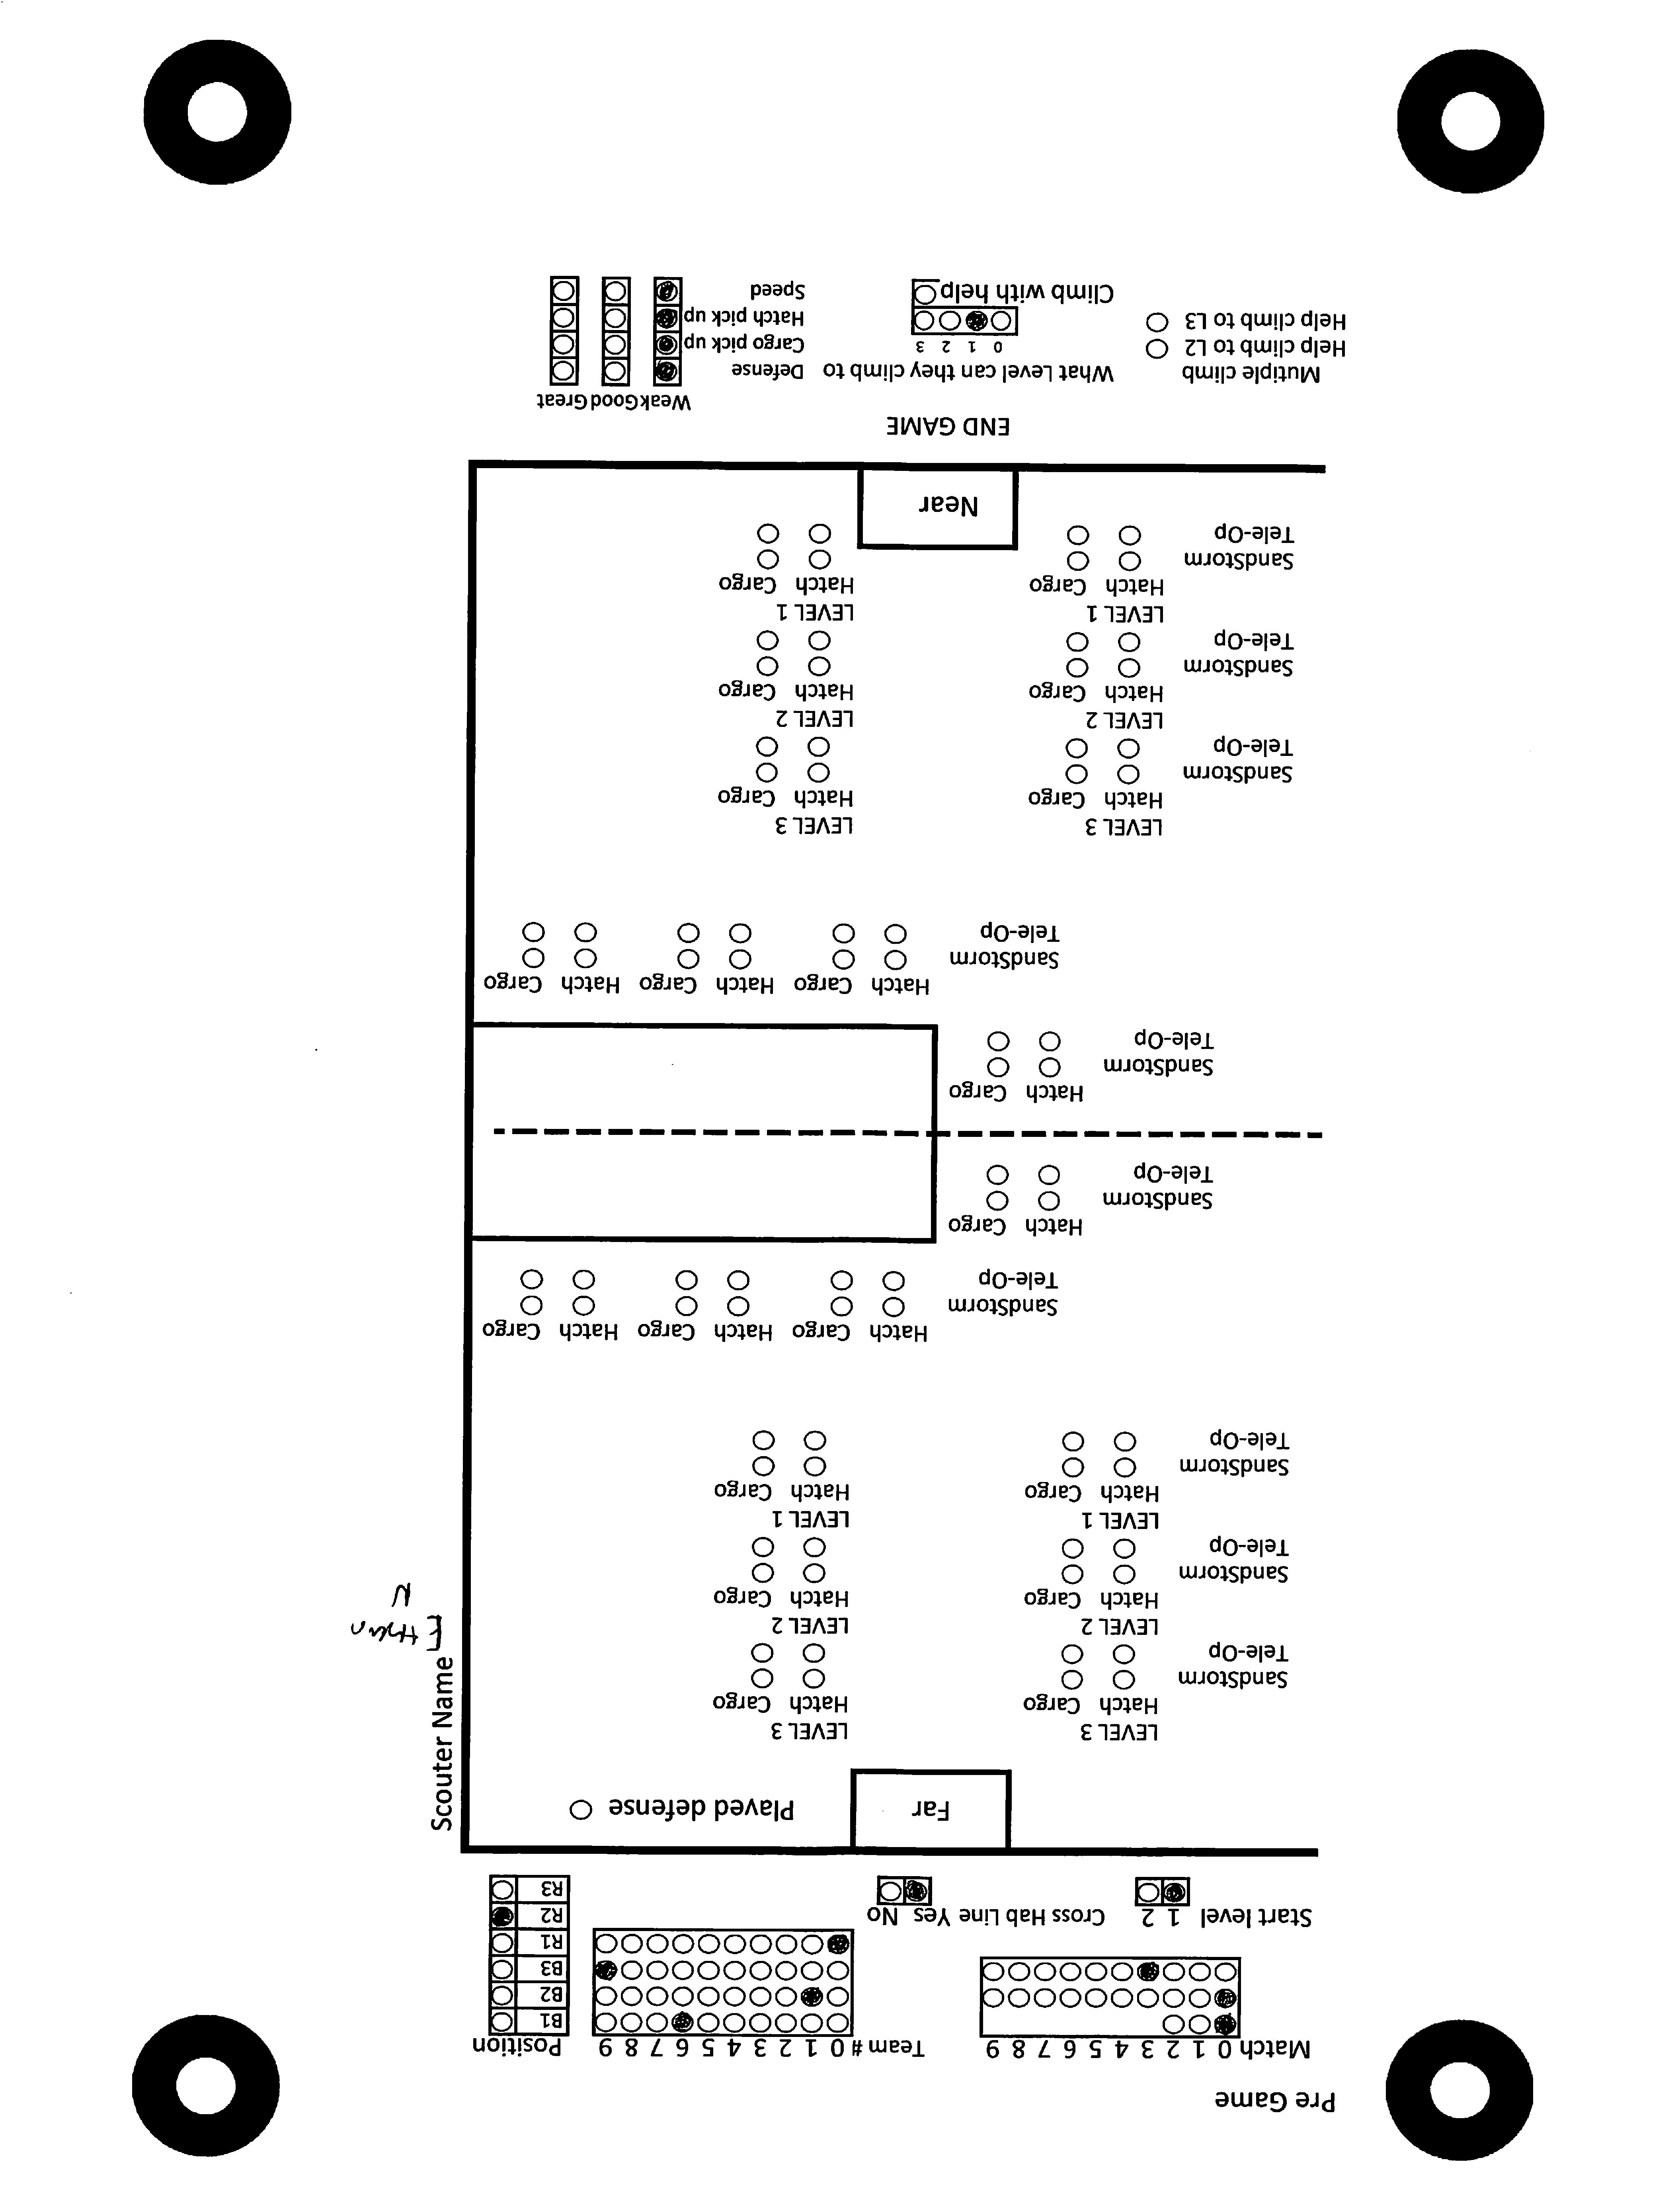 Pre Game
Match 0 1 2 3 4 5 6 7 8 9 Team # 0 1 2 3 4 5 6 7 8 9 Position
B1
B2
B3
R1
Start level 1 2 Cross Hab Line Yes No R2
R3
Far Played defense
Scouter Name
Ethan
N
LEVEL 3 LEVEL 3
Hatch Cargo Hatch Cargo
SandStorm
Tele-Op
LEVEL 2 LEVEL 2
Hatch Cargo Hatch Cargo
SandStorm
Tele-Op
LEVEL 1 LEVEL 1
Hatch Cargo Hatch Cargo
SandStorm
Tele-Op
Hatch Cargo Hatch Cargo Hatch Cargo
SandStorm
Tele-Op
Hatch Cargo
SandStorm
Tele-Op
Hatch Cargo
SandStorm
Tele-Op
Hatch Cargo Hatch Cargo Hatch Cargo
SandStorm
Tele-Op
LEVEL 3 LEVEL 3
Hatch Cargo Hatch Cargo
SandStorm
Tele-Op
LEVEL 2 LEVEL 2
Hatch Cargo Hatch Cargo
SandStorm
Tele-Op
LEVEL 1 LEVEL 1
Hatch Cargo Hatch Cargo
SandStorm
Tele-Op
Near
END GAME
Weak Good Great
Mutiple climb What Level can they climb to Defense
Help climb to L2 0 1 2 3 Cargo pick up
Help climb to L3 Hatch pick up
Climb with help Speed